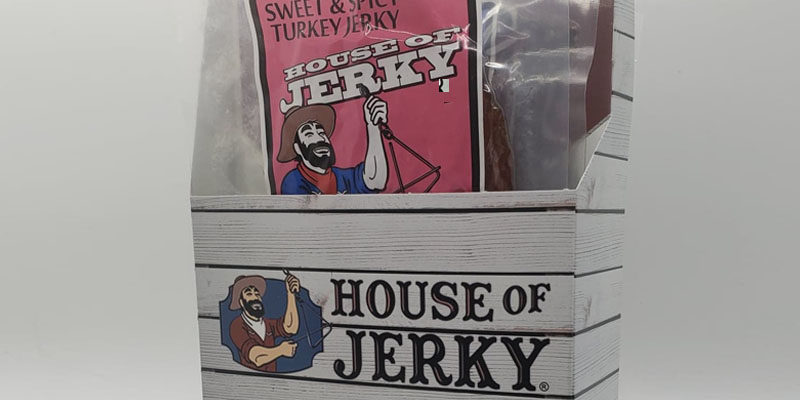 SWEET & SPICY
TURKEY JERKY
HOUSE OF
JERKY
HOUSE OF
JERKY®